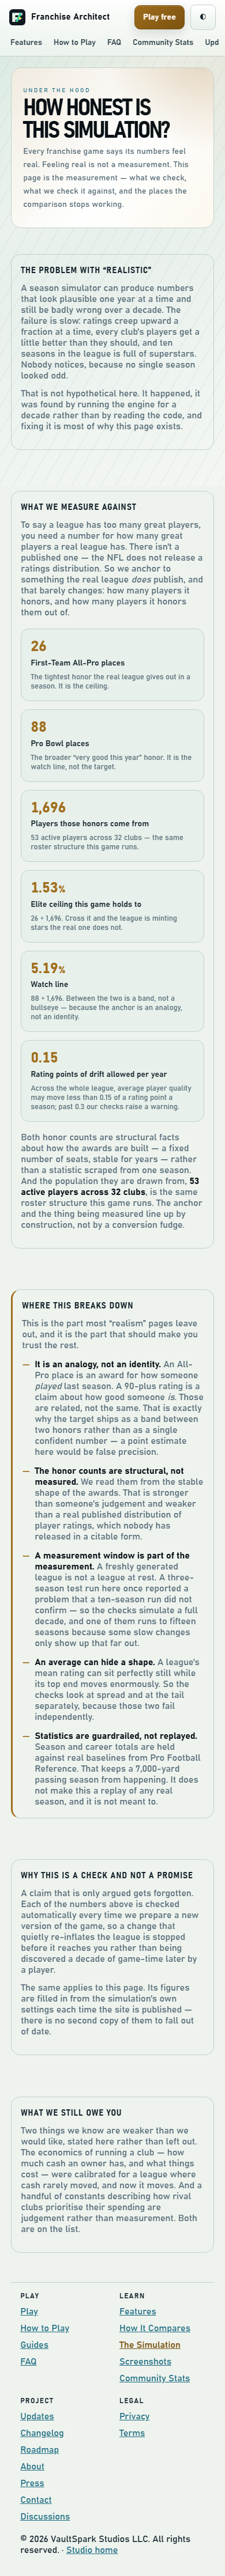 Franchise Architect
Play free
Features How to Play FAQ Community Stats Upd
UNDER THE HOOD
HOW HONEST IS
THIS SIMULATION?
Every franchise game says its numbers feel
real. Feeling real is not a measurement. This
page is the measurement — what we check,
what we check it against, and the places the
comparison stops working.
THE PROBLEM WITH “REALISTIC”
A season simulator can produce numbers
that look plausible one year at a time and
still be badly wrong over a decade. The
failure is slow: ratings creep upward a
fraction at a time, every club's players get a
little better than they should, and ten
seasons in the league is full of superstars.
Nobody notices, because no single season
looked odd.
That is not hypothetical here. It happened, it
was found by running the engine for a
decade rather than by reading the code, and
fixing it is most of why this page exists.
WHAT WE MEASURE AGAINST
To say a league has too many great players,
you need a number for how many great
players a real league has. There isn't a
published one — the NFL does not release a
ratings distribution. So we anchor to
something the real league does publish, and
that barely changes: how many players it
honors, and how many players it honors
them out of.
26
First-Team All-Pro places
The tightest honor the real league gives out in a
season. It is the ceiling.
88
Pro Bowl places
The broader “very good this year” honor. It is the
watch line, not the target.
1,696
Players those honors come from
53 active players across 32 clubs — the same
roster structure this game runs.
1.53%
Elite ceiling this game holds to
26 ÷ 1,696. Cross it and the league is minting
stars the real one does not.
5.19%
Watch line
88 ÷ 1,696. Between the two is a band, not a
bullseye — because the anchor is an analogy,
not an identity.
0.15
Rating points of drift allowed per year
Across the whole league, average player quality
may move less than 0.15 of a rating point a
season; past 0.3 our checks raise a warning.
Both honor counts are structural facts
about how the awards are built — a fixed
number of seats, stable for years — rather
than a statistic scraped from one season.
And the population they are drawn from, 53
active players across 32 clubs, is the same
roster structure this game runs. The anchor
and the thing being measured line up by
construction, not by a conversion fudge.
WHERE THIS BREAKS DOWN
This is the part most “realism” pages leave
out, and it is the part that should make you
trust the rest.
— It is an analogy, not an identity. An All-
Pro place is an award for how someone
played last season. A 90-plus rating is a
claim about how good someone is. Those
are related, not the same. That is exactly
why the target ships as a band between
two honors rather than as a single
confident number — a point estimate
here would be false precision.
— The honor counts are structural, not
measured. We read them from the stable
shape of the awards. That is stronger
than someone's judgement and weaker
than a real published distribution of
player ratings, which nobody has
released in a citable form.
— A measurement window is part of the
measurement. A freshly generated
league is not a league at rest. A three-
season test run here once reported a
problem that a ten-season run did not
confirm — so the checks simulate a full
decade, and one of them runs to fifteen
seasons because some slow changes
only show up that far out.
— An average can hide a shape. A league's
mean rating can sit perfectly still while
its top end moves enormously. So the
checks look at spread and at the tail
separately, because those two fail
independently.
— Statistics are guardrailed, not replayed.
Season and career totals are held
against real baselines from Pro Football
Reference. That keeps a 7,000-yard
passing season from happening. It does
not make this a replay of any real
season, and it is not meant to.
WHY THIS IS A CHECK AND NOT A PROMISE
A claim that is only argued gets forgotten.
Each of the numbers above is checked
automatically every time we prepare a new
version of the game, so a change that
quietly re-inflates the league is stopped
before it reaches you rather than being
discovered a decade of game-time later by
a player.
The same applies to this page. Its figures
are filled in from the simulation's own
settings each time the site is published —
there is no second copy of them to fall out
of date.
WHAT WE STILL OWE YOU
Two things we know are weaker than we
would like, stated here rather than left out.
The economics of running a club — how
much cash an owner has, and what things
cost — were calibrated for a league where
cash rarely moved, and now it moves. And a
handful of constants describing how rival
clubs prioritise their spending are
judgement rather than measurement. Both
are on the list.
PLAY
Play
How to Play
Guides
FAQ
LEARN
Features
How It Compares
The Simulation
Screenshots
Community Stats
PROJECT
Updates
Changelog
Roadmap
About
Press
Contact
Discussions
LEGAL
Privacy
Terms
© 2026 VaultSpark Studios LLC. All rights
reserved. · Studio home